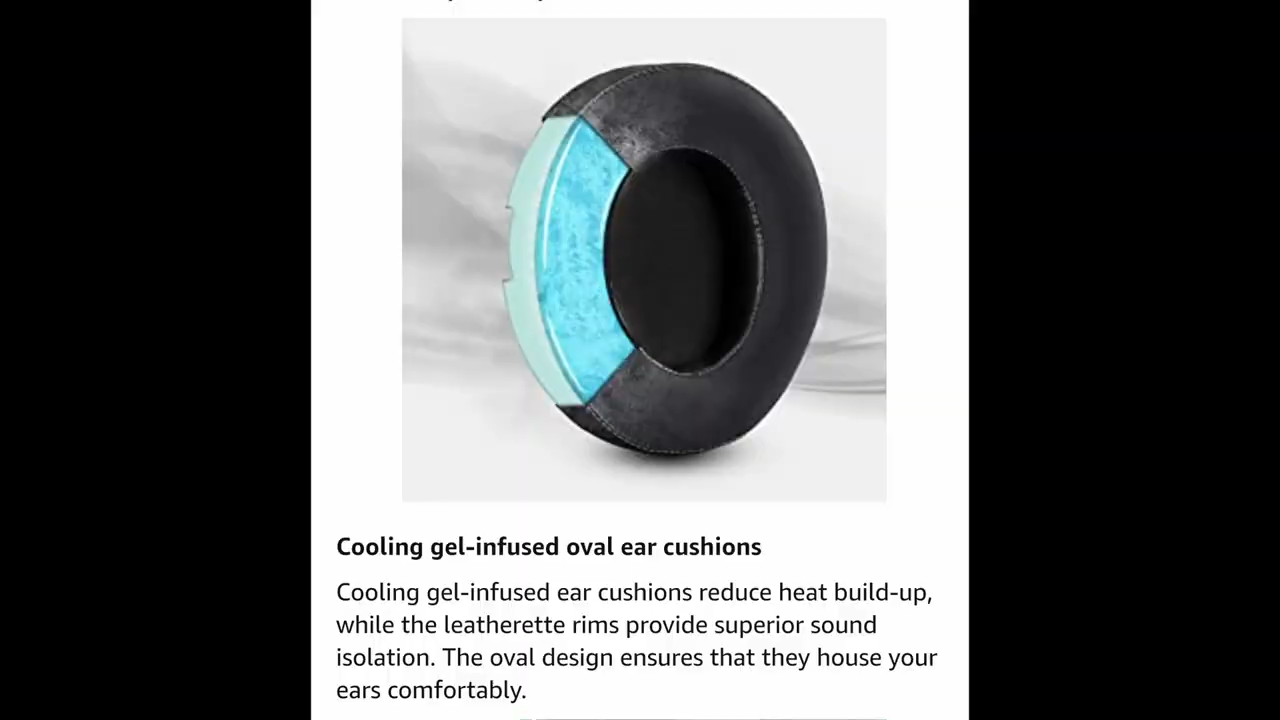 Cooling gel-infused oval ear cushions
Cooling gel-infused ear cushions reduce heat build-up,
while the leatherette rims provide superior sound
isolation. The oval design ensures that they house your
ears comfortably.